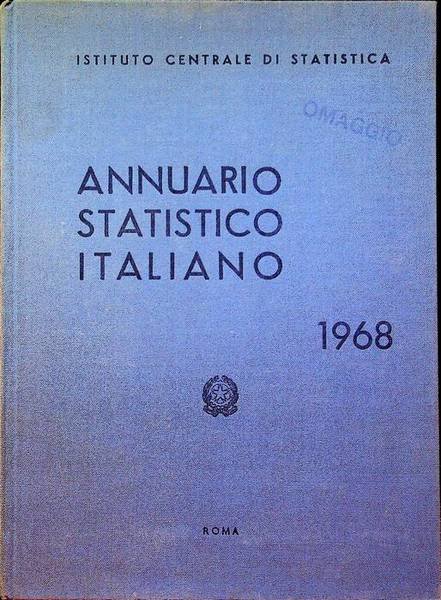 ISTITUTO CENTRALE DI STATISTICA
OMAGGIO
ANNUARIO
STATISTICO
ITALIANO
1968
ROMA